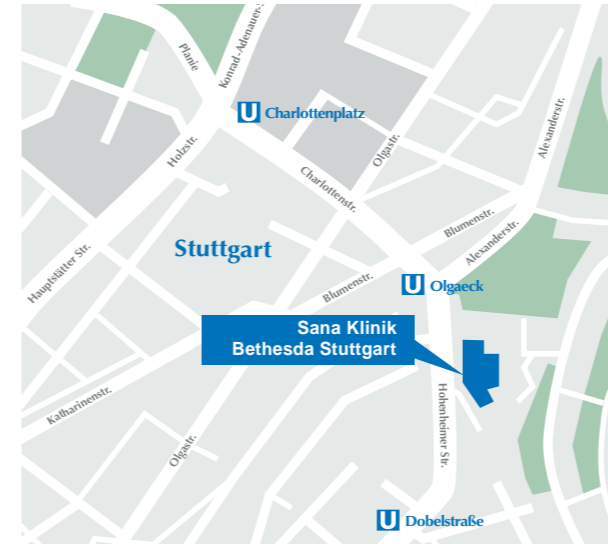 Planie
Konrad-Adenauer-S
U Charlottenplatz
Holzstr.
Olgastr.
Alexanderstr.
Charlottenstr.
Blumenstr.
Alexanderstr.
Stuttgart
Hauptstätter Str.
Blumenstr.
U Olgaeck
Sana Klinik
Bethesda Stuttgart
Katharinenstr.
Hohenheimer Str.
Olgastr.
U Dobelstraße